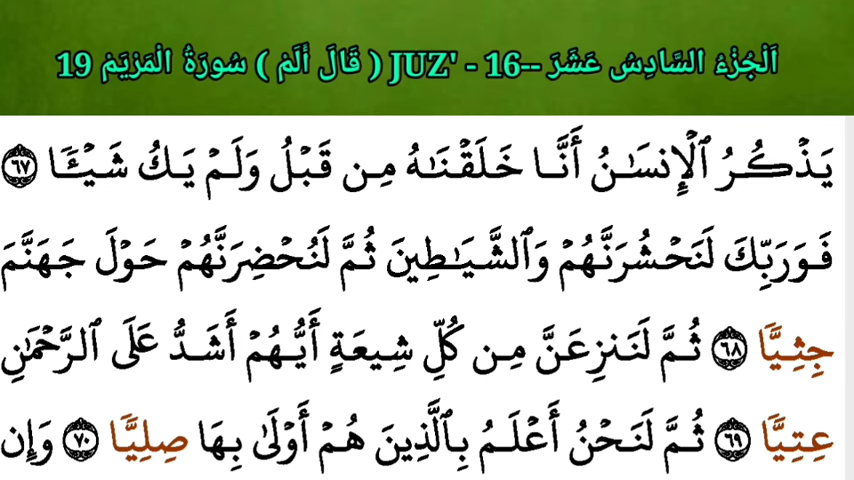 اَلْجُزْءُ السَّادِسُ عَشَرَ --16 - 'JUZ ( قَالَ أَلَمْ ) سُورَةُ الْمَرْيَمْ 19
يَذْكُرُ ٱلْإِنسَـٰنُ أَنَّا خَلَقْنَـٰهُ مِن قَبْلُ وَلَمْ يَكُ شَيْـًٔا ٦٧
فَوَرَبِّكَ لَنَحْشُرَنَّهُمْ وَٱلشَّيَـٰطِينَ ثُمَّ لَنُحْضِرَنَّهُمْ حَوْلَ جَهَنَّمَ
جِثِيًّا ٦٨ ثُمَّ لَنَنزِعَنَّ مِن كُلِّ شِيعَةٍ أَيُّهُمْ أَشَدُّ عَلَى ٱلرَّحْمَـٰنِ
عِتِيًّا ٦٩ ثُمَّ لَنَحْنُ أَعْلَمُ بِٱلَّذِينَ هُمْ أَوْلَىٰ بِهَا صِلِيًّا ٧٠ وَإِن